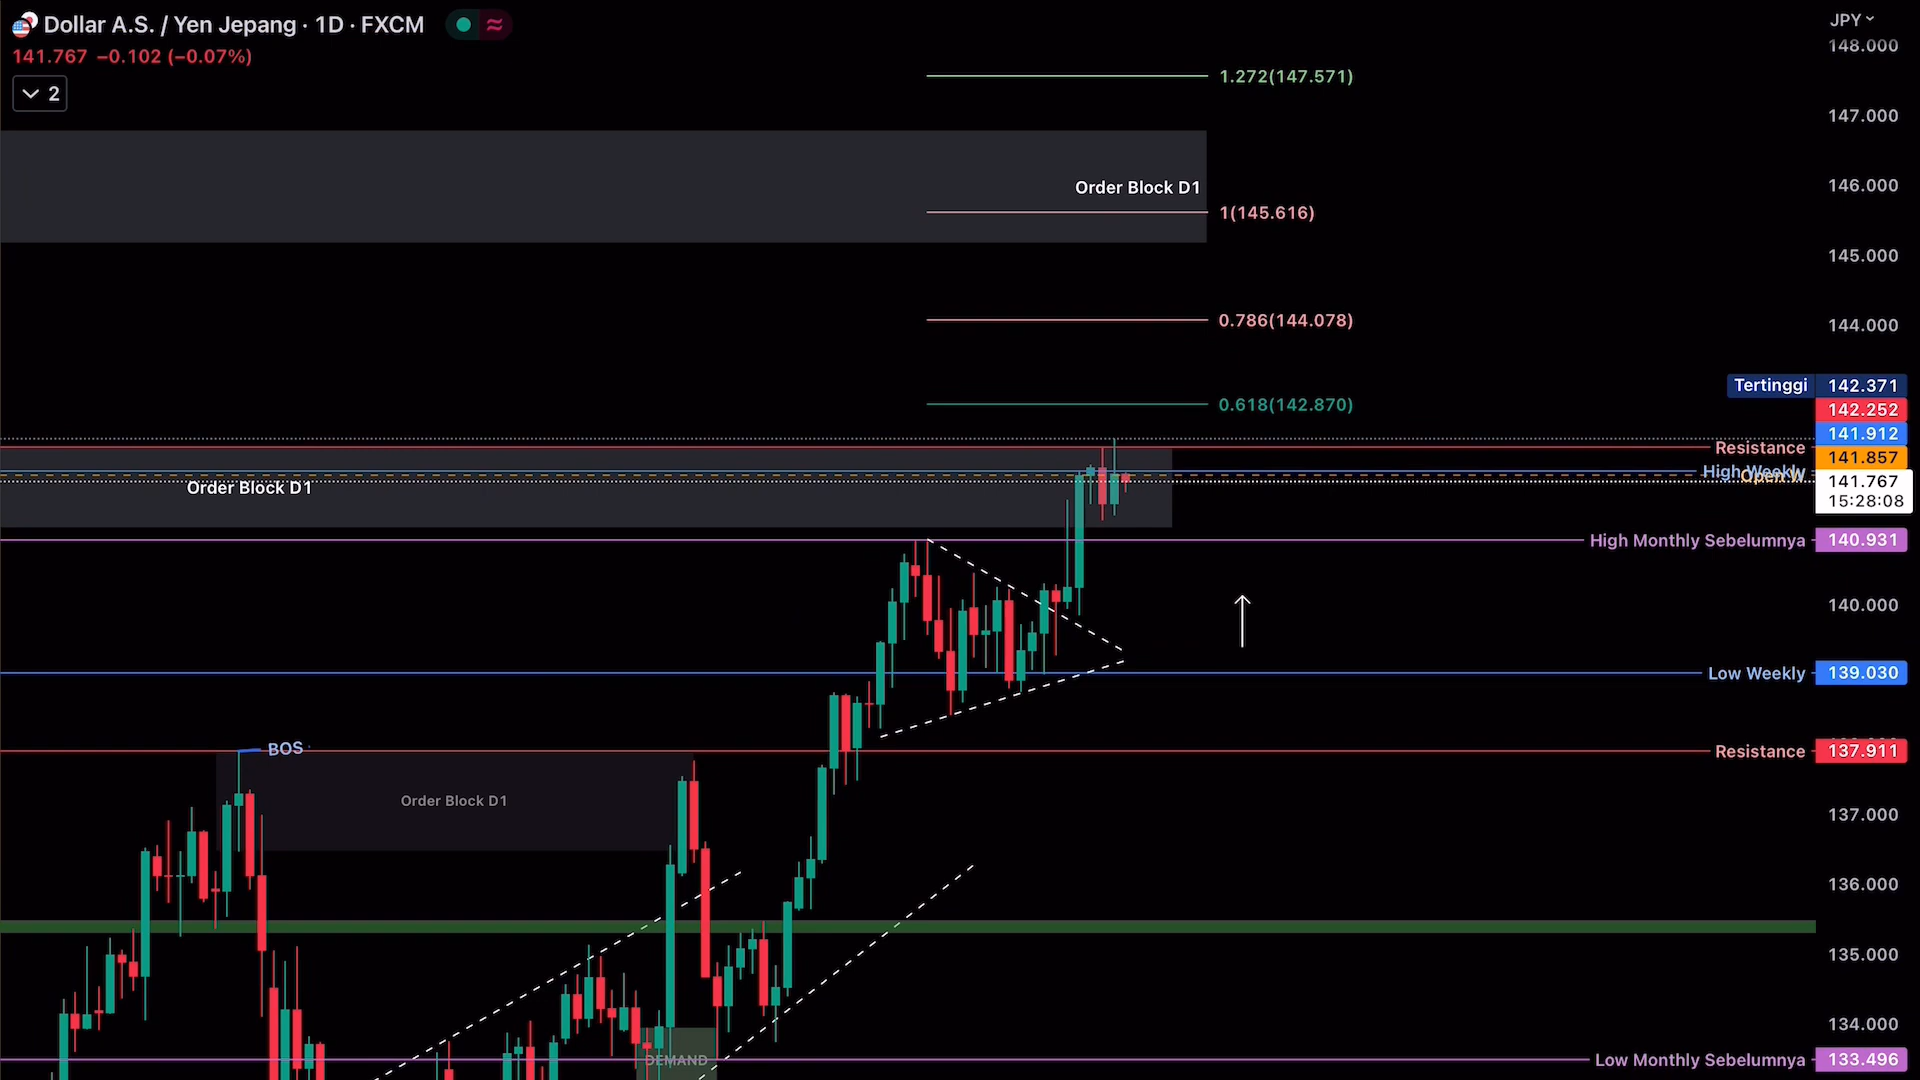 Dollar A.S. / Yen Jepang · 1D · FXCM
141.767 −0.102 (−0.07%)
2
JPY
148.000
1.272(147.571)
147.000
Order Block D1
146.000
1(145.616)
145.000
0.786(144.078)
144.000
Tertinggi 142.371
0.618(142.870)
142.252
141.912
Resistance
141.857
High Weekly
Open W
141.767
15:28:08
Order Block D1
High Monthly Sebelumnya 140.931
140.000
Low Weekly 139.030
BOS
Resistance 137.911
Order Block D1
137.000
136.000
135.000
134.000
DEMAND
Low Monthly Sebelumnya 133.496